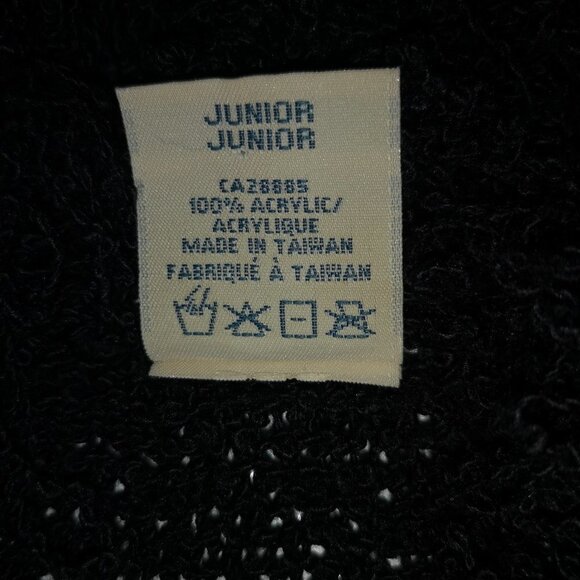 JUNIOR
JUNIOR
CA28885
100% ACRYLIC/
ACRYLIQUE
MADE IN TAIWAN
FABRIQUÉ À TAIWAN